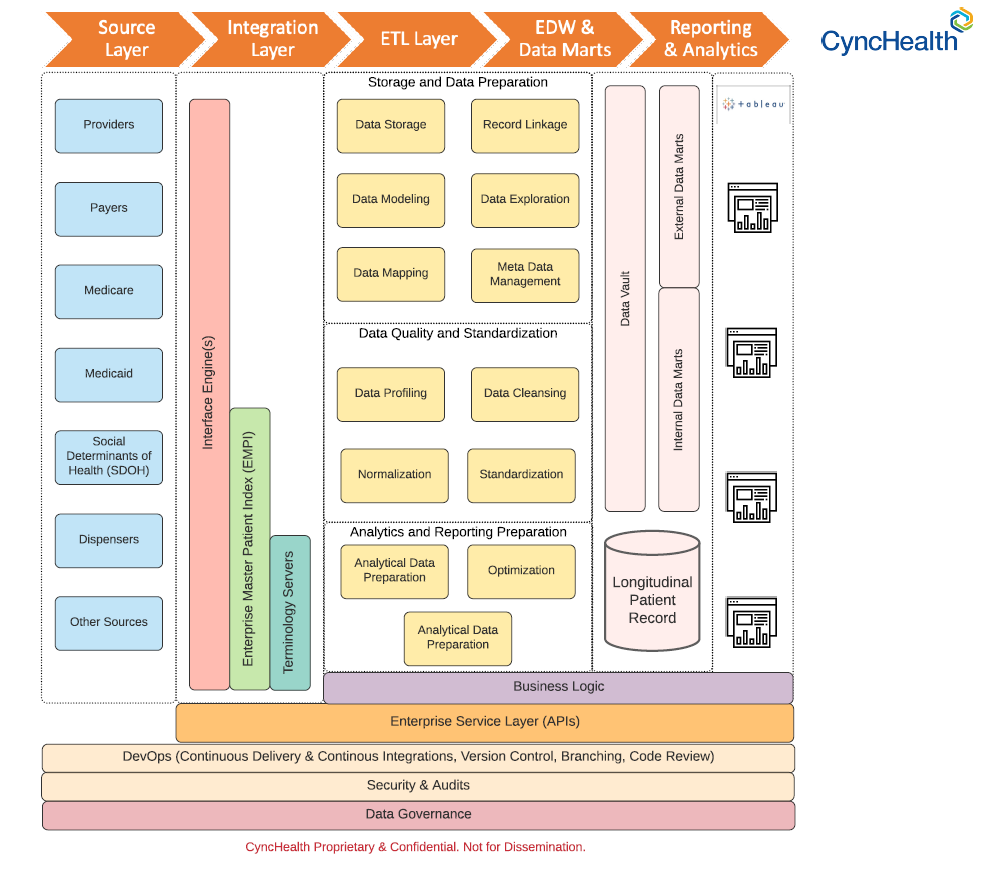 Source
Layer
Integration
Layer
ETL Layer
EDW &
Data Marts
Reporting
& Analytics
CyncHealth
Providers
Payers
Medicare
Medicaid
Social
Determinants of
Health (SDOH)
Dispensers
Other Sources
Interface Engine(s)
Enterprise Master Patient Index (EMPI)
Terminology Servers
Storage and Data Preparation
Data Storage
Record Linkage
Data Modeling
Data Exploration
Data Mapping
Meta Data
Management
Data Quality and Standardization
Data Profiling
Data Cleansing
Normalization
Standardization
Analytics and Reporting Preparation
Analytical Data
Preparation
Optimization
Analytical Data
Preparation
Data Vault
External Data Marts
Internal Data Marts
Longitudinal
Patient
Record
+ableau
Business Logic
Enterprise Service Layer (APIs)
DevOps (Continuous Delivery & Continous Integrations, Version Control, Branching, Code Review)
Security & Audits
Data Governance
CyncHealth Proprietary & Confidential. Not for Dissemination.